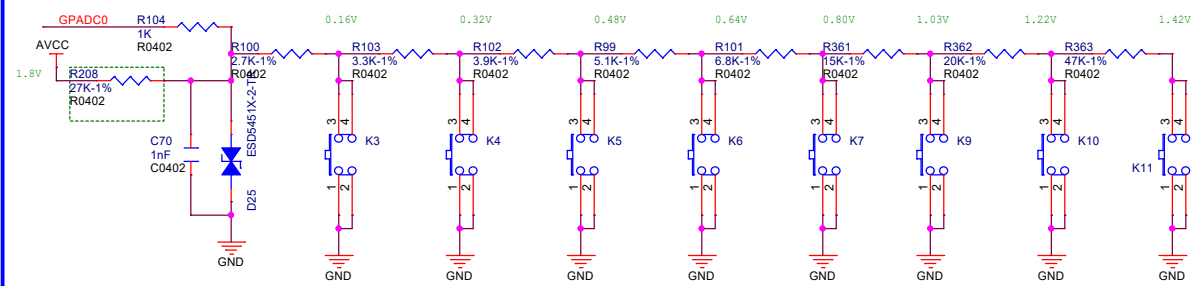 GPADC0
R104
1K
R0402
0.16V
0.32V
0.48V
0.64V
0.80V
1.03V
1.22V
1.42V
AVCC
1.8V
R208
27K-1%
R0402
R100
2.7K-1%
R0402
R103
3.3K-1%
R0402
R102
3.9K-1%
R0402
R99
5.1K-1%
R0402
R101
6.8K-1%
R0402
R361
15K-1%
R0402
R362
20K-1%
R0402
R363
47K-1%
R0402
C70
1nF
C0402
D25
3 4
K3
1 2
3 4
K4
1 2
3 4
K5
1 2
3 4
K6
1 2
3 4
K7
1 2
3 4
K9
1 2
3 4
K10
1 2
3 4
K11
1 2
GND
GND
GND
GND
GND
GND
GND
GND
GND